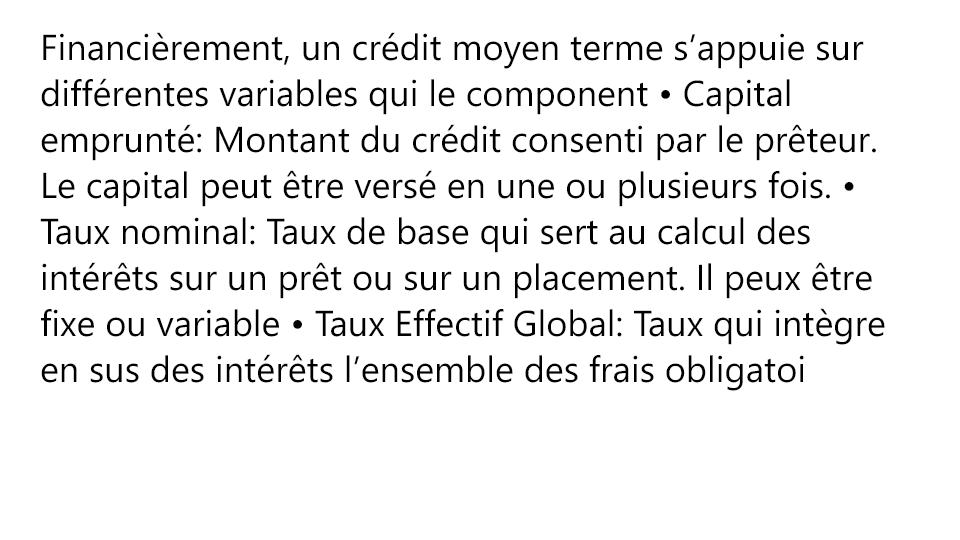 Financièrement, un crédit moyen terme s’appuie sur
différentes variables qui le component • Capital
emprunté: Montant du crédit consenti par le prêteur.
Le capital peut être versé en une ou plusieurs fois. •
Taux nominal: Taux de base qui sert au calcul des
intérêts sur un prêt ou sur un placement. Il peux être
fixe ou variable • Taux Effectif Global: Taux qui intègre
en sus des intérêts l’ensemble des frais obligatoi